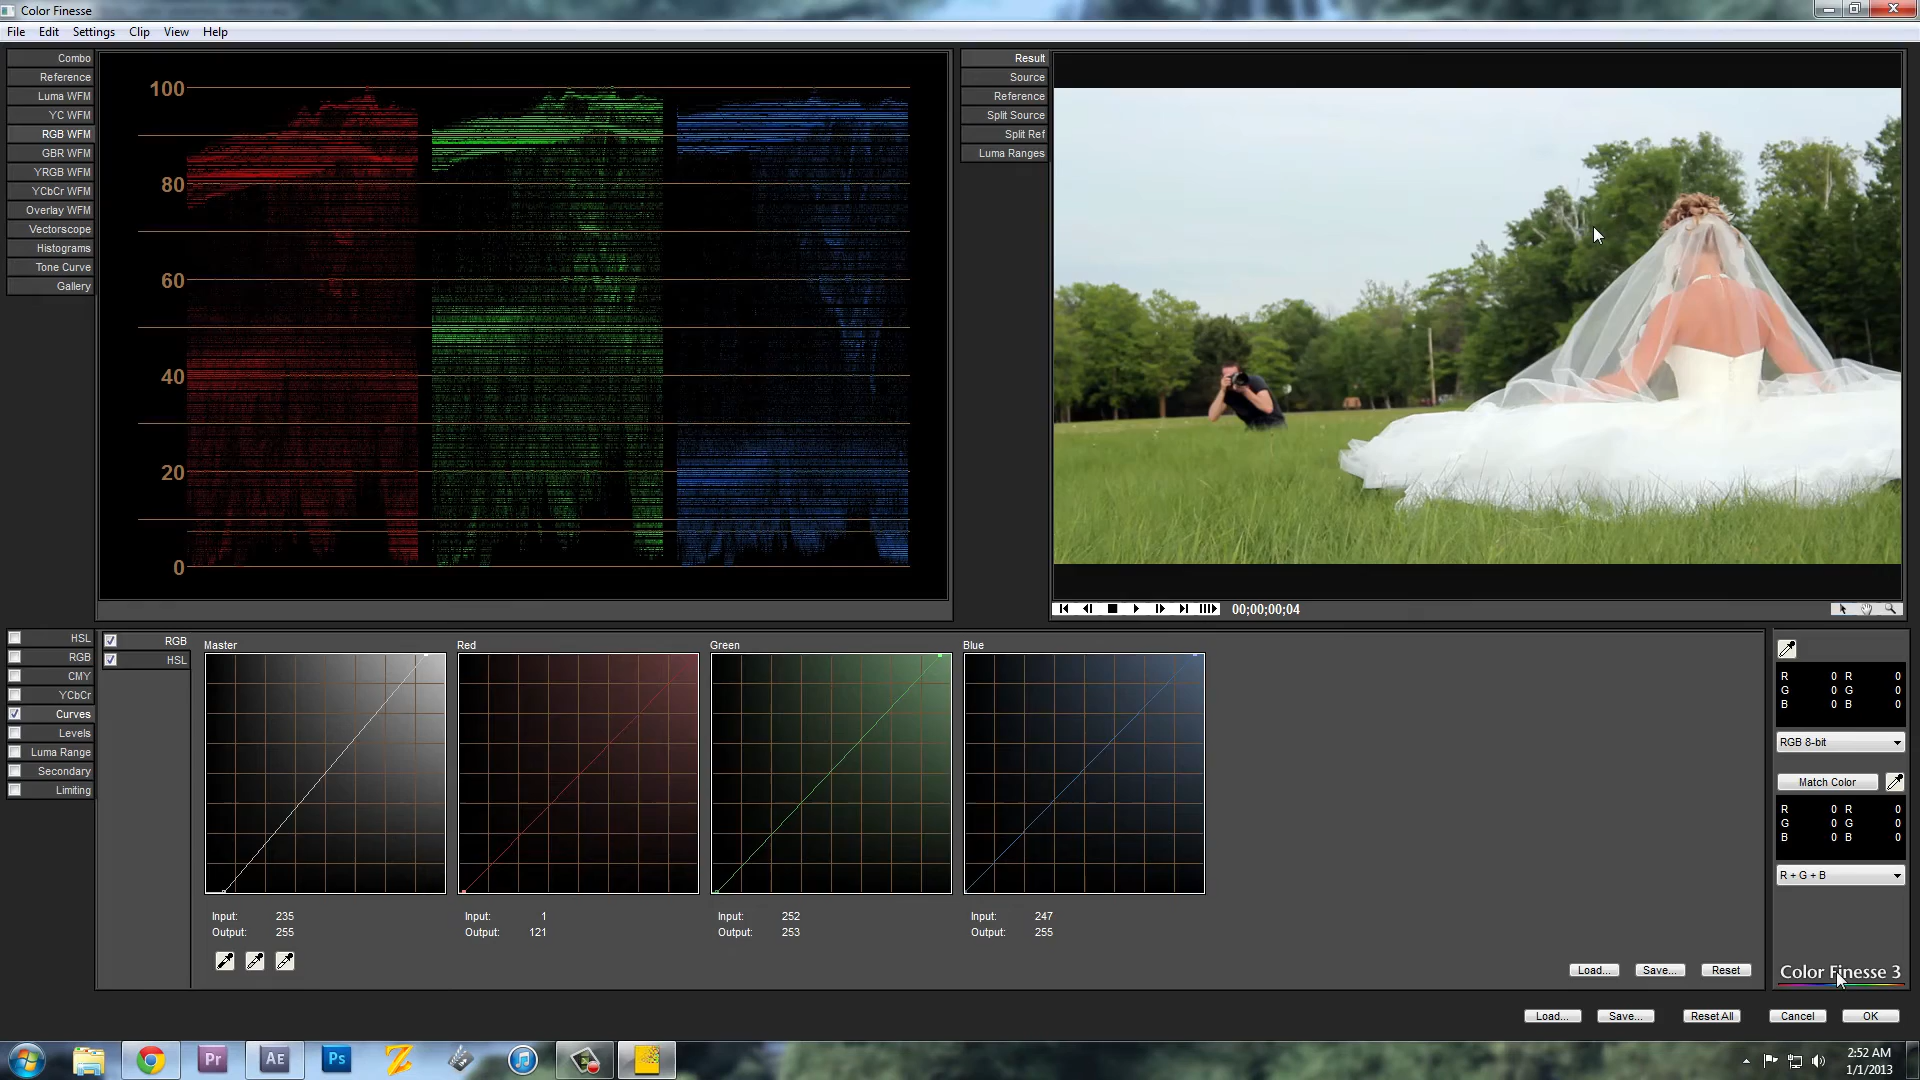 Color Finesse
File Edit Settings Clip View Help
Combo
Reference
Luma WFM
YC WFM
RGB WFM
GBR WFM
YRGB WFM
YCbCr WFM
Overlay WFM
Vectorscope
Histograms
Tone Curve
Gallery
100
80
60
40
20
0
Result
Source
Reference
Split Source
Split Ref
Luma Ranges
00;00;00;04
HSL
RGB
CMY
YCbCr
Curves
Levels
Luma Range
Secondary
Limiting
RGB
HSL
Master Red Green Blue
Input: 235 Input: 1 Input: 252 Input: 247
Output: 255 Output: 121 Output: 253 Output: 255
Load... Save... Reset
R 0 R 0
G 0 G 0
B 0 B 0
RGB 8-bit
Match Color
R 0 R 0
G 0 G 0
B 0 B 0
R + G + B
Color Finesse 3
Load... Save... Reset All Cancel OK
Pr AE Ps
2:52 AM
1/1/2013